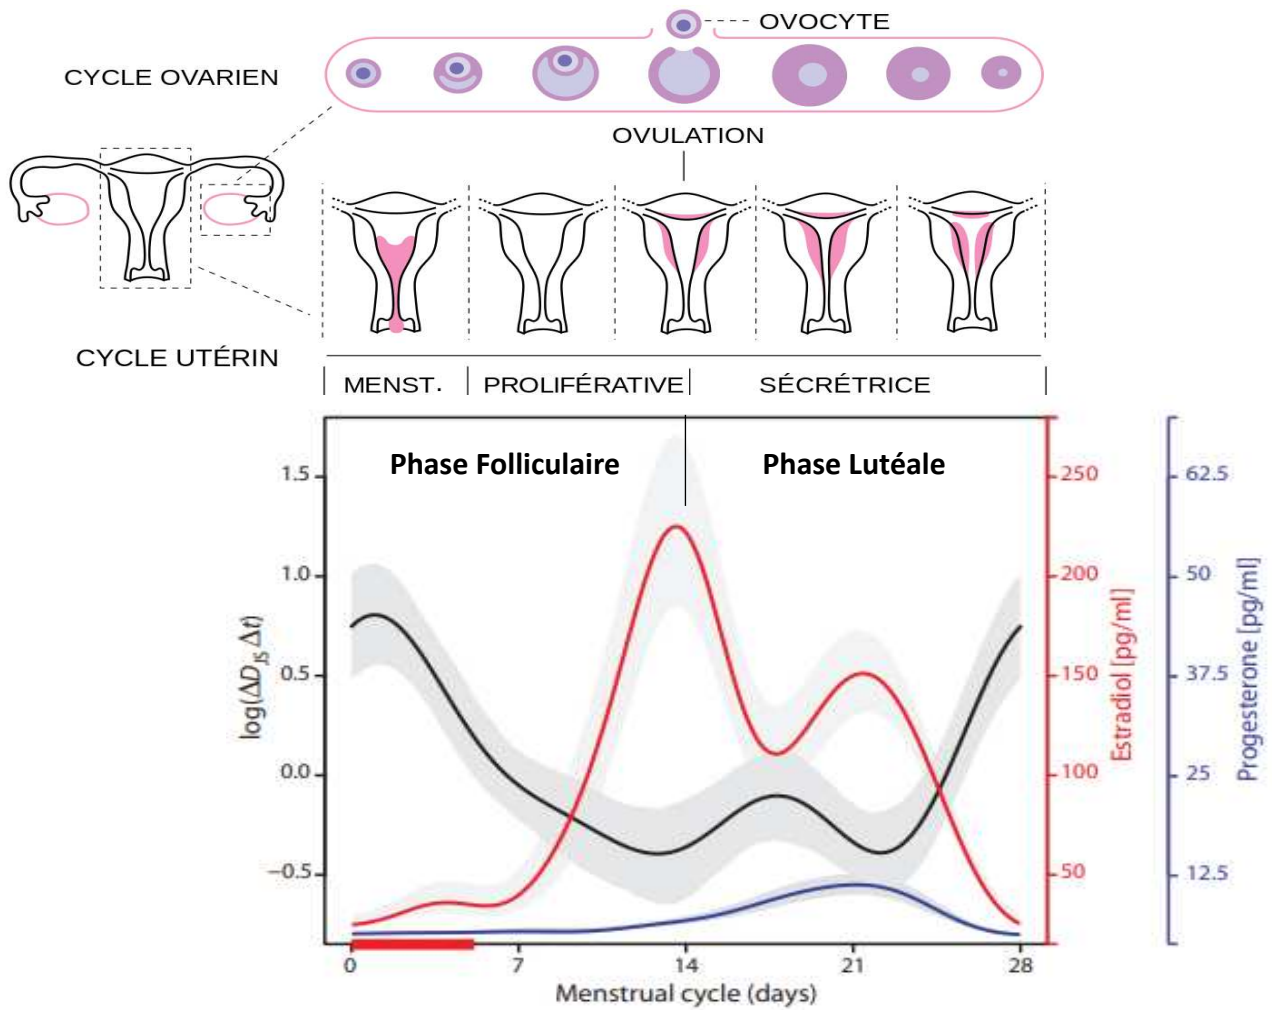 OVOCYTE
CYCLE OVARIEN
OVULATION
CYCLE UTÉRIN
MENST. PROLIFÉRATIVE SÉCRÉTRICE
Phase Folliculaire Phase Lutéale
1.5 250 62.5
1.0 200 50
0.5 150 37.5
0.0 100 25
−0.5 50 12.5
log(ΔD_JS Δt)
Estradiol [pg/ml]
Progesterone [pg/ml]
0 7 14 21 28
Menstrual cycle (days)